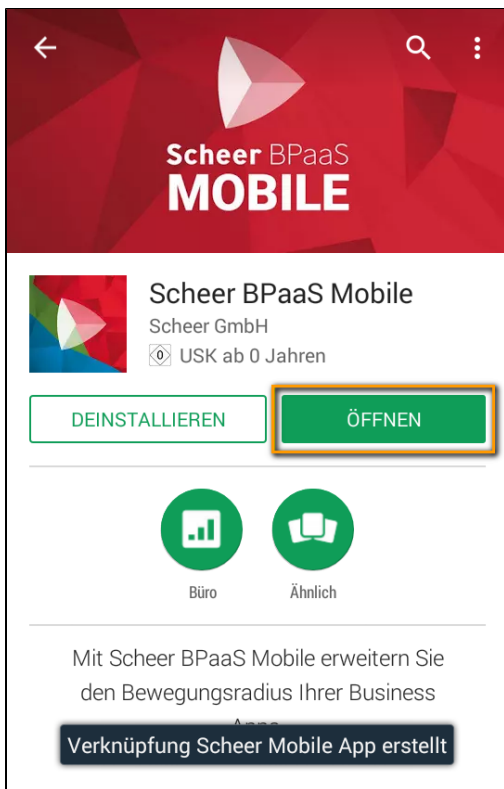 Scheer BPaaS
MOBILE
Scheer BPaaS Mobile
Scheer GmbH
0 USK ab 0 Jahren
DEINSTALLIEREN
ÖFFNEN
Büro
Ähnlich
Mit Scheer BPaaS Mobile erweitern Sie
den Bewegungsradius Ihrer Business
Verknüpfung Scheer Mobile App erstellt